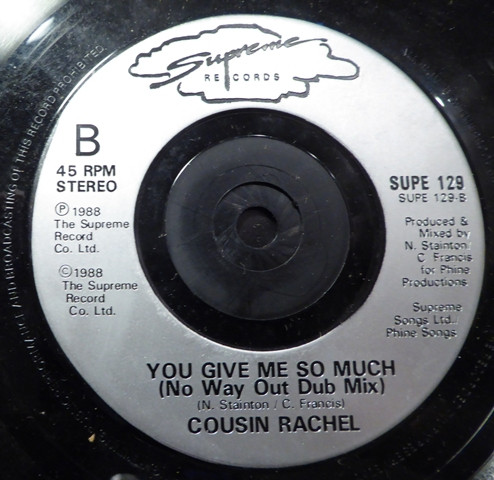 Supreme
RECORDS
B
45 RPM
STEREO
Ⓟ 1988
The Supreme
Record
Co. Ltd.
© 1988
The Supreme
Record
Co. Ltd.
SUPE 129
SUPE 129-B
Produced &
Mixed by
N. Stainton/
C. Francis
for Phine
Productions
Supreme
Songs Ltd./
Phine Songs
YOU GIVE ME SO MUCH
(No Way Out Dub Mix)
(N. Stainton / C. Francis)
COUSIN RACHEL
AND BROADCASTING OF THIS RECORD PROHIBITED